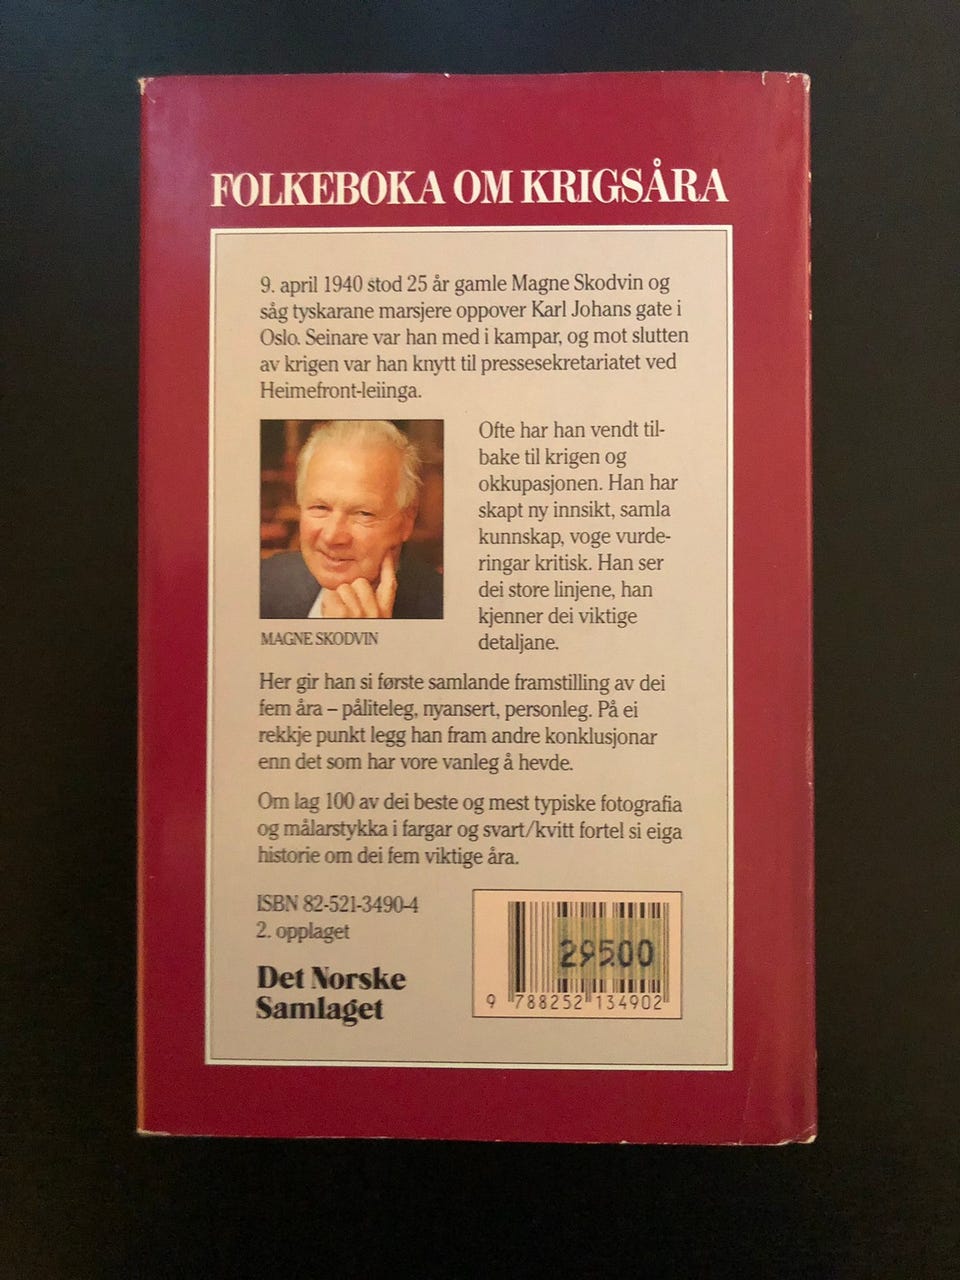 FOLKEBOKA OM KRIGSÅRA
9. april 1940 stod 25 år gamle Magne Skodvin og
såg tyskarane marsjere oppover Karl Johans gate i
Oslo. Seinare var han med i kampar, og mot slutten
av krigen var han knytt til pressesekretariatet ved
Heimefront-leiinga.
Ofte har han vendt til-
bake til krigen og
okkupasjonen. Han har
skapt ny innsikt, samla
kunnskap, voge vurde-
ringar kritisk. Han ser
dei store linjene, han
kjenner dei viktige
detaljane.
MAGNE SKODVIN
Her gir han si første samlande framstilling av dei
fem åra – påliteleg, nyansert, personleg. På ei
rekkje punkt legg han fram andre konklusjonar
enn det som har vore vanleg å hevde.
Om lag 100 av dei beste og mest typiske fotografia
og målarstykka i fargar og svart/kvitt fortel si eiga
historie om dei fem viktige åra.
ISBN 82-521-3490-4
2. opplaget
Det Norske
Samlaget
29500
9 788252 134902